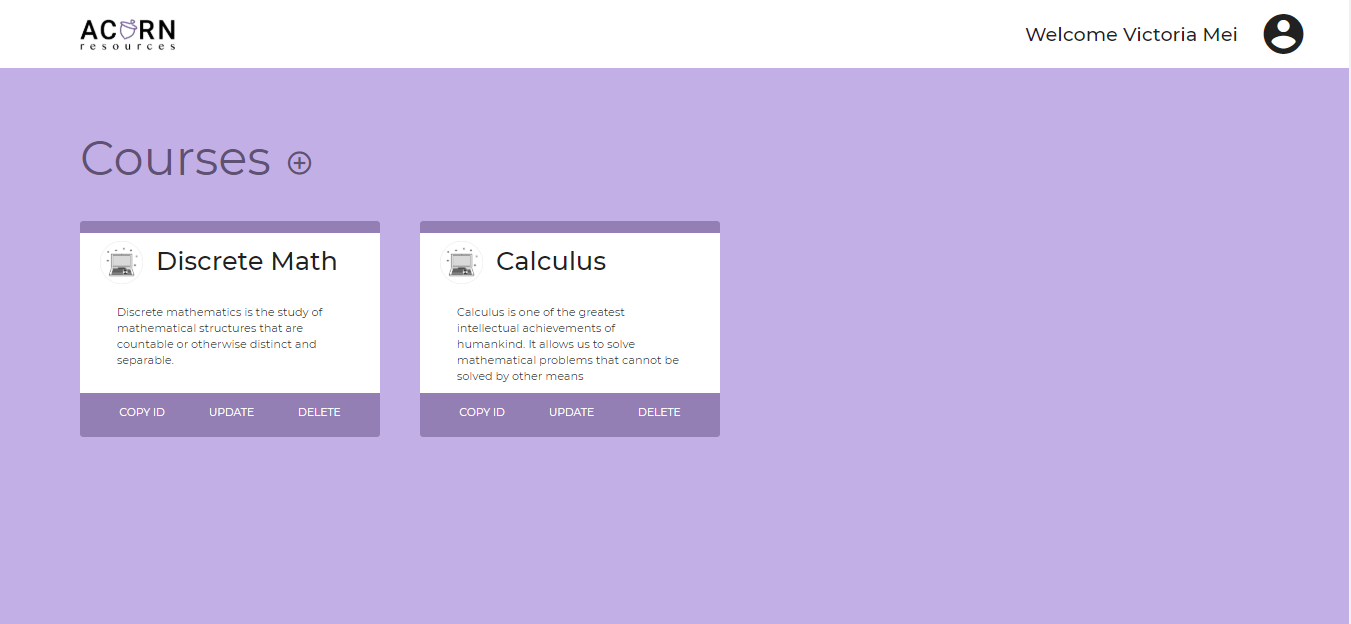 ACORN
resources
Welcome Victoria Mei
Courses
Discrete Math
Discrete mathematics is the study of
mathematical structures that are
countable or otherwise distinct and
separable.
COPY ID UPDATE DELETE
Calculus
Calculus is one of the greatest
intellectual achievements of
humankind. It allows us to solve
mathematical problems that cannot be
solved by other means
COPY ID UPDATE DELETE